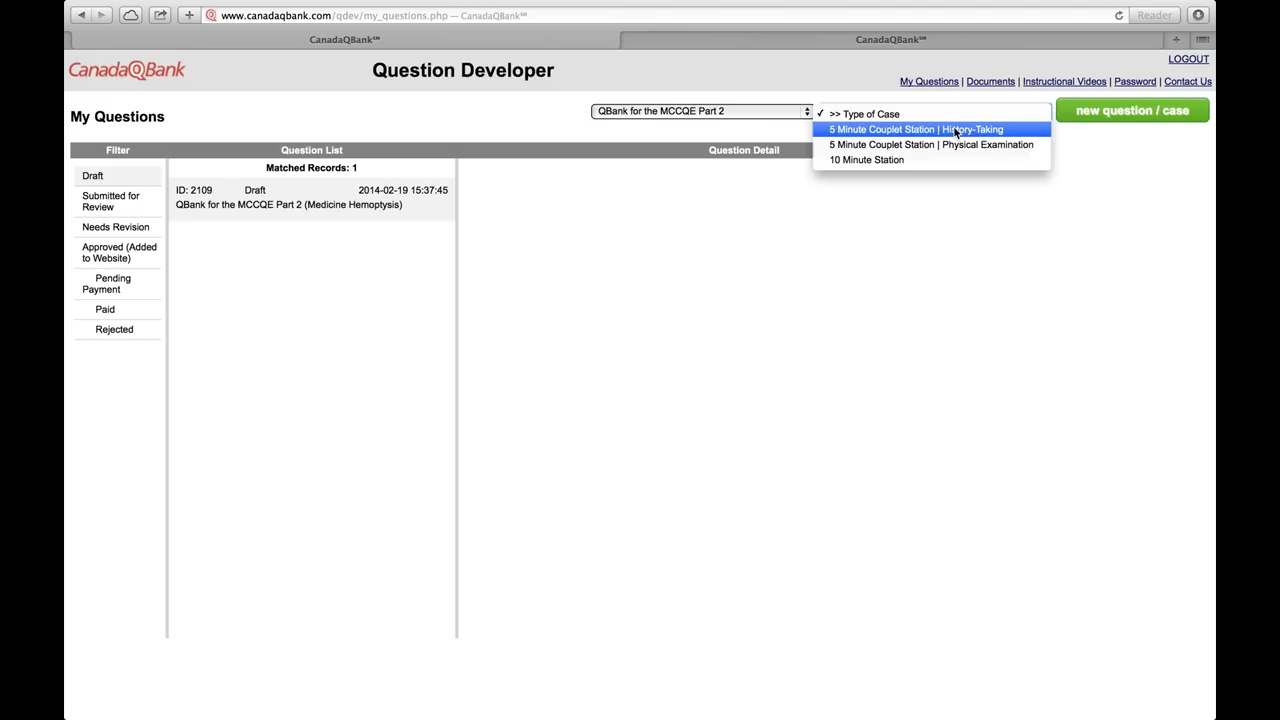 www.canadaqbank.com/qdev/my_questions.php — CanadaQBank℠
Reader
CanadaQBank℠
CanadaQBank℠
CanadaQBank
Question Developer
LOGOUT
My Questions | Documents | Instructional Videos | Password | Contact Us
My Questions
QBank for the MCCQE Part 2
✓ >> Type of Case
5 Minute Couplet Station | History-Taking
5 Minute Couplet Station | Physical Examination
10 Minute Station
new question / case
Filter
Question List
Question Detail
Draft
Submitted for
Review
Needs Revision
Approved (Added
to Website)
Pending
Payment
Paid
Rejected
Matched Records: 1
ID: 2109 Draft 2014-02-19 15:37:45
QBank for the MCCQE Part 2 (Medicine Hemoptysis)